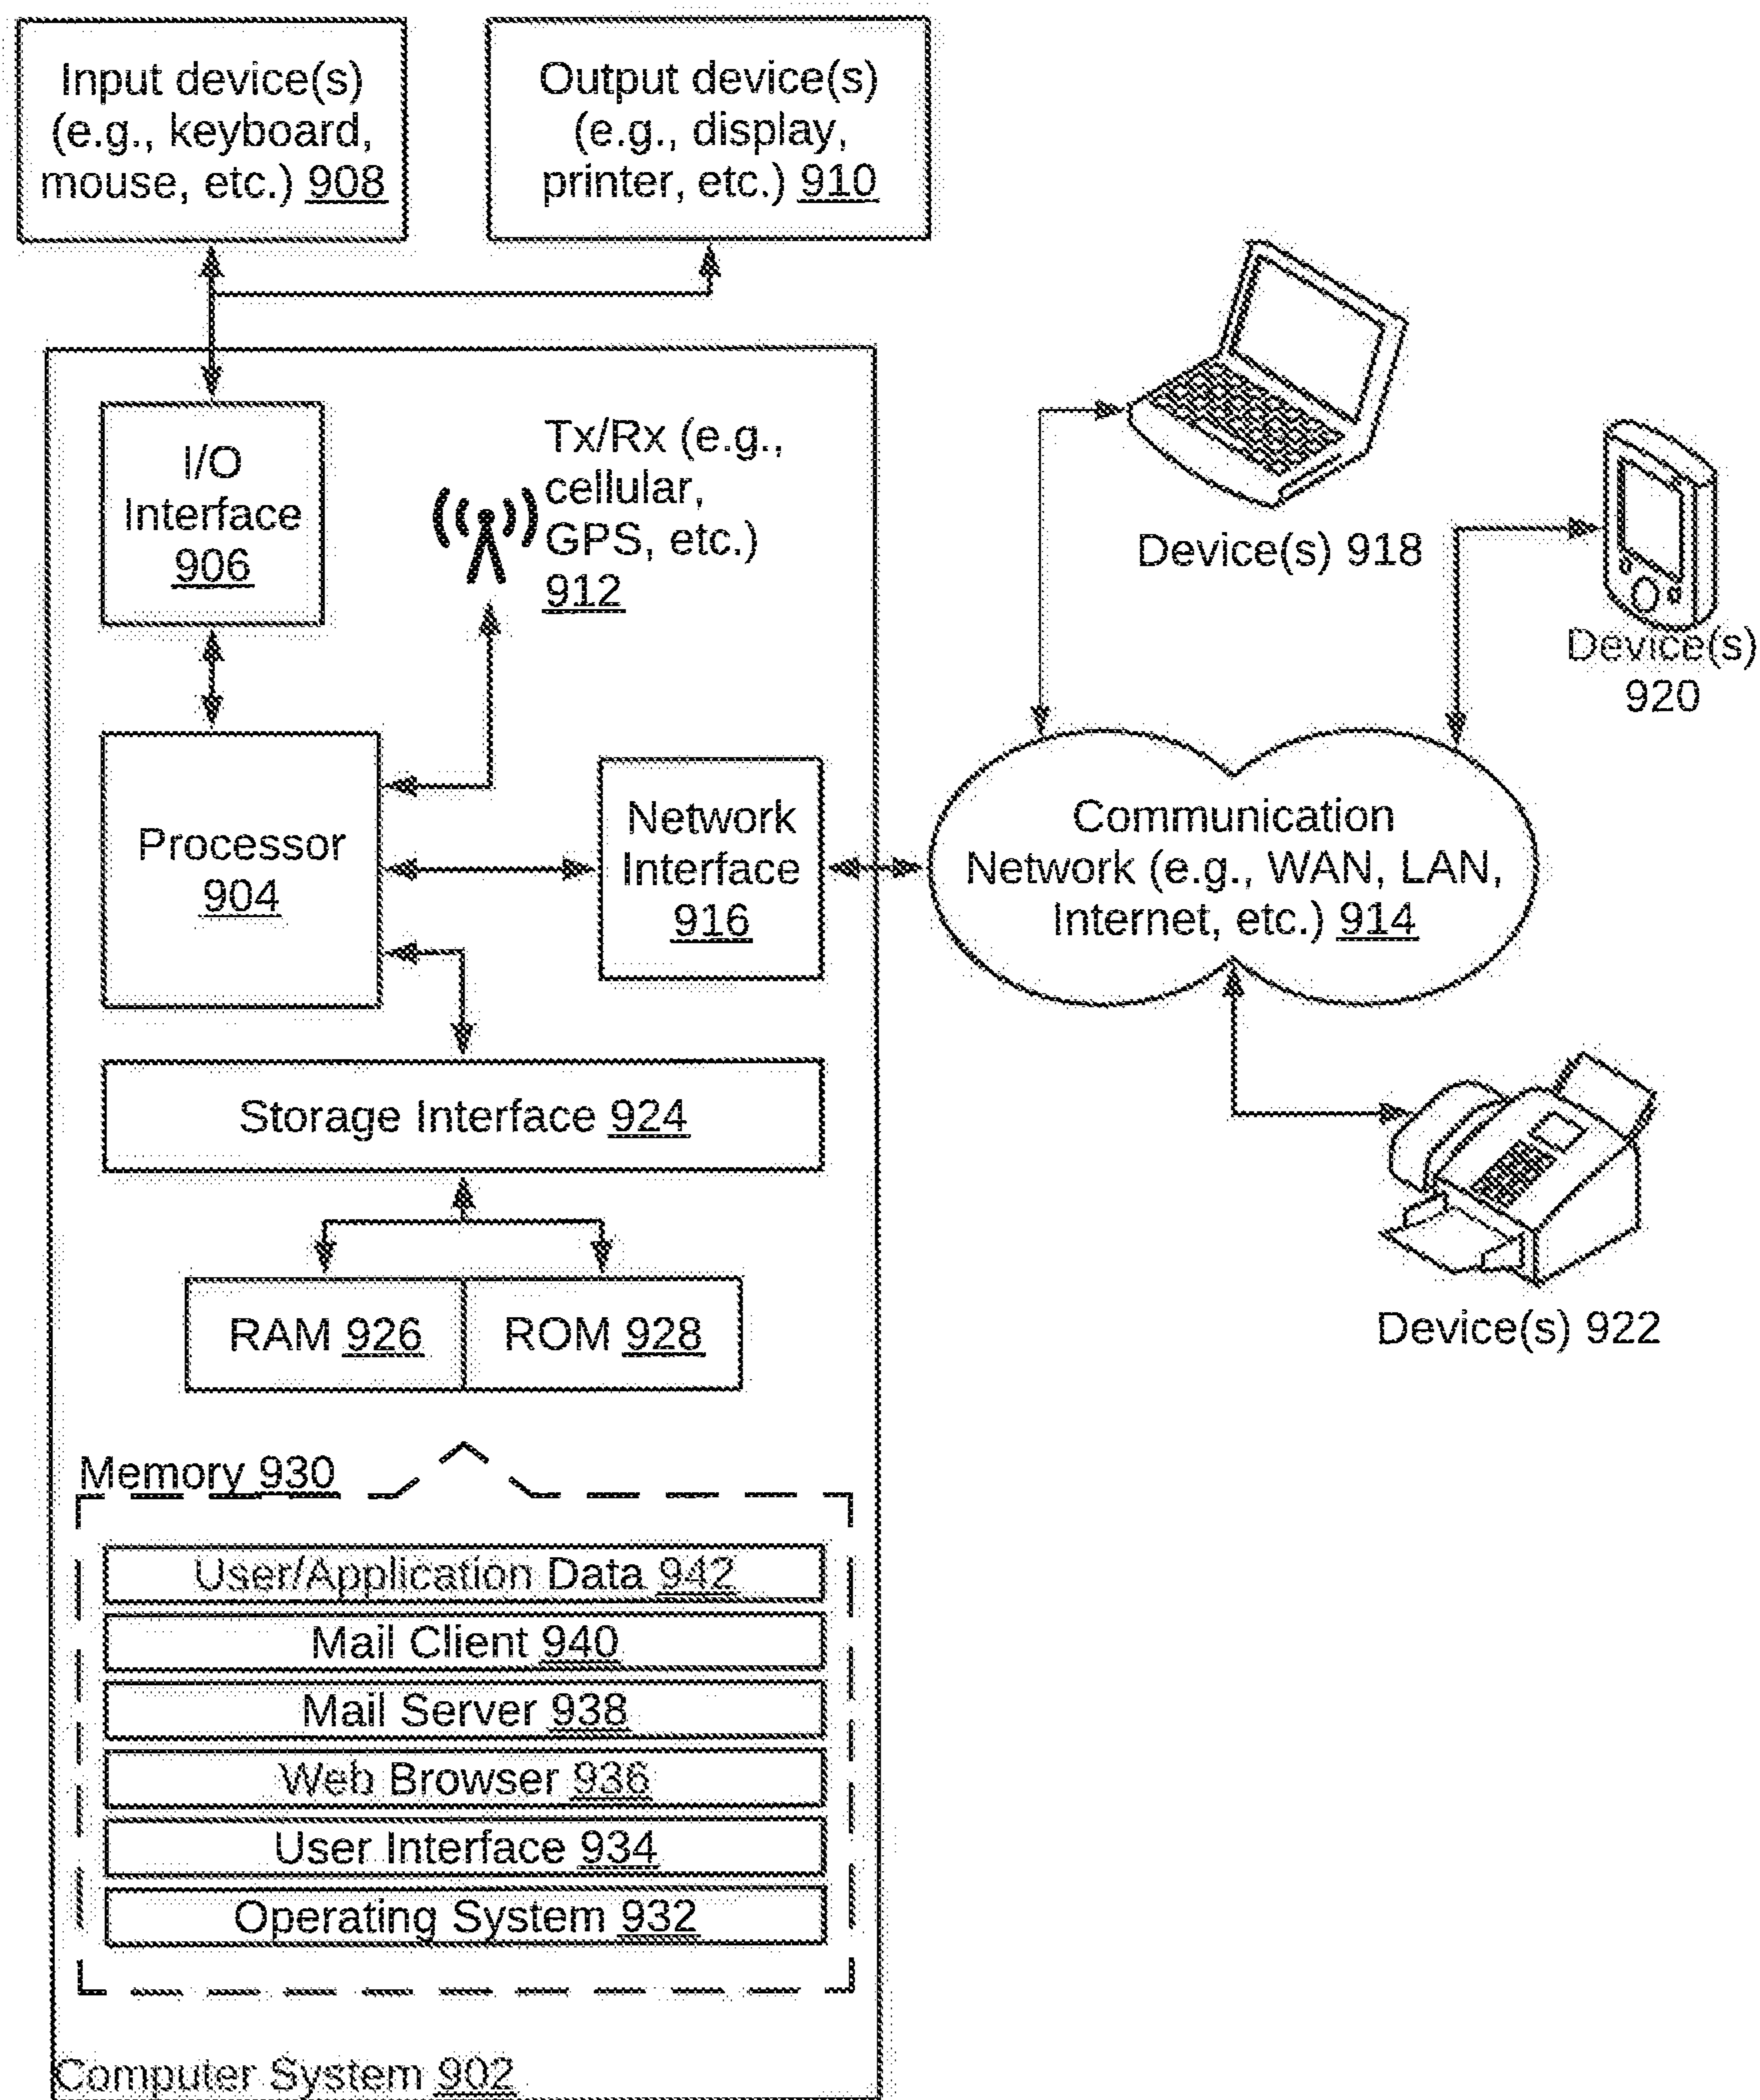 Input device(s)
(e.g., keyboard,
mouse, etc.) 908
Output device(s)
(e.g., display,
printer, etc.) 910
I/O
Interface
906
Tx/Rx (e.g.,
cellular,
GPS, etc.)
912
Device(s) 918
Device(s)
920
Processor
904
Network
Interface
916
Communication
Network (e.g., WAN, LAN,
Internet, etc.) 914
Storage Interface 924
RAM 926
ROM 928
Device(s) 922
Memory 930
User/Application Data 942
Mail Client 940
Mail Server 938
Web Browser 936
User Interface 934
Operating System 932
Computer System 902